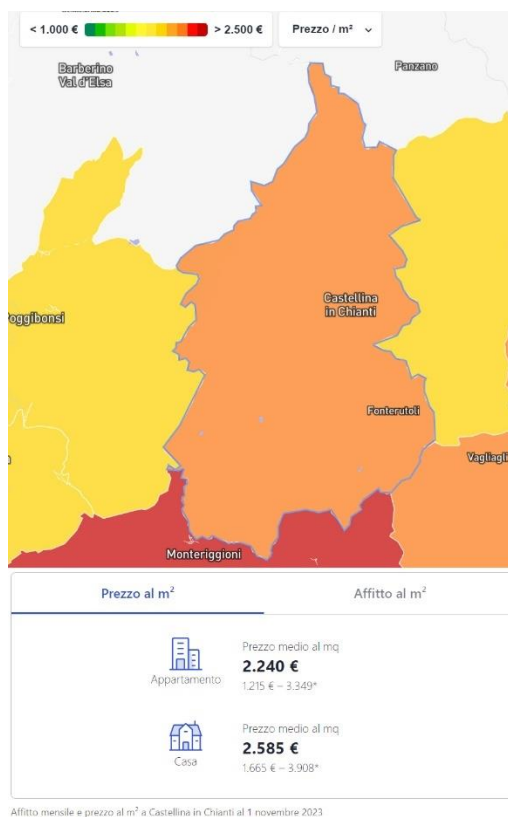 < 1.000 €
> 2.500 €
Prezzo / m²
Barberino
Val d'Elsa
Panzano
Poggibonsi
Castellina
in Chianti
Fonterutoli
Vagliagli
Monteriggioni
Prezzo al m²
Affitto al m²
Appartamento
Prezzo medio al mq
2.240 €
1.215 € – 3.349*
Casa
Prezzo medio al mq
2.585 €
1.665 € – 3.908*
Affitto mensile e prezzo al m² a Castellina in Chianti al 1 novembre 2023